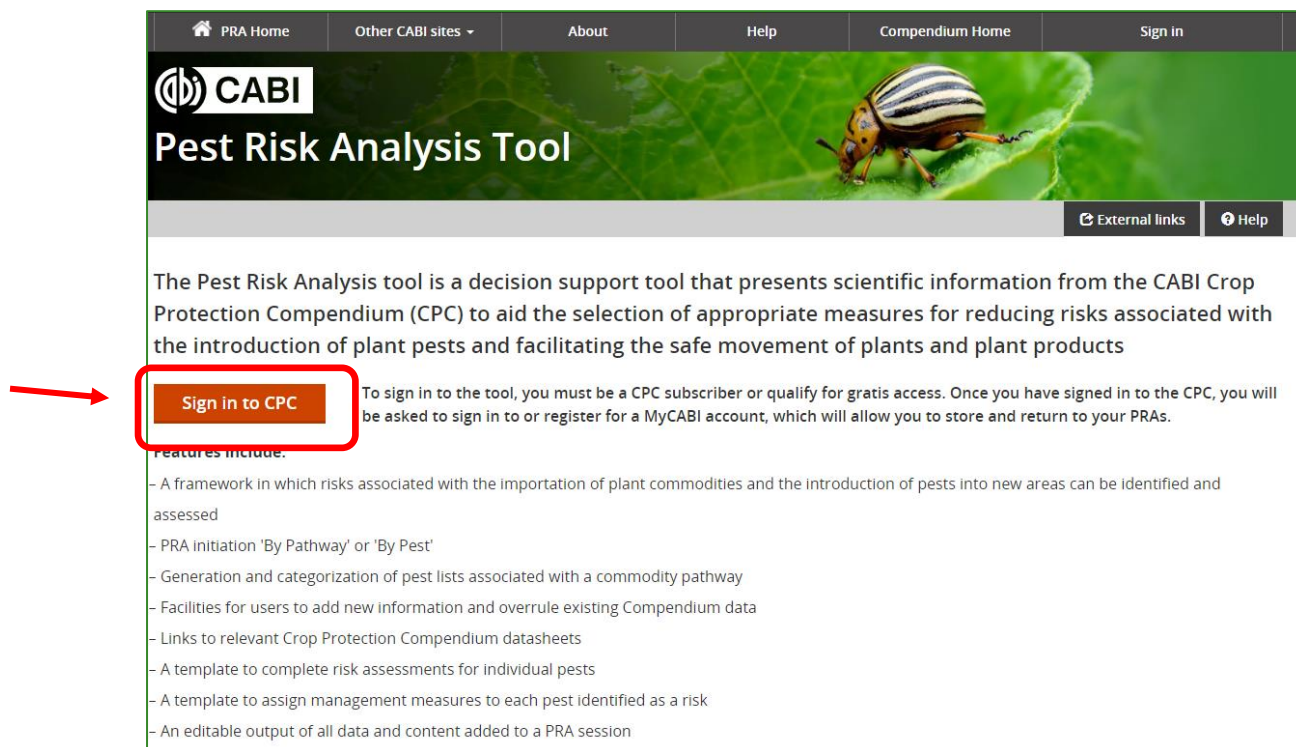 PRA Home Other CABI sites About Help Compendium Home Sign in
CABI
Pest Risk Analysis Tool
External links Help
The Pest Risk Analysis tool is a decision support tool that presents scientific information from the CABI Crop
Protection Compendium (CPC) to aid the selection of appropriate measures for reducing risks associated with
the introduction of plant pests and facilitating the safe movement of plants and plant products
Sign in to CPC
To sign in to the tool, you must be a CPC subscriber or qualify for gratis access. Once you have signed in to the CPC, you will
be asked to sign in to or register for a MyCABI account, which will allow you to store and return to your PRAs.
Features include:
– A framework in which risks associated with the importation of plant commodities and the introduction of pests into new areas can be identified and
assessed
– PRA initiation 'By Pathway' or 'By Pest'
– Generation and categorization of pest lists associated with a commodity pathway
– Facilities for users to add new information and overrule existing Compendium data
– Links to relevant Crop Protection Compendium datasheets
– A template to complete risk assessments for individual pests
– A template to assign management measures to each pest identified as a risk
– An editable output of all data and content added to a PRA session